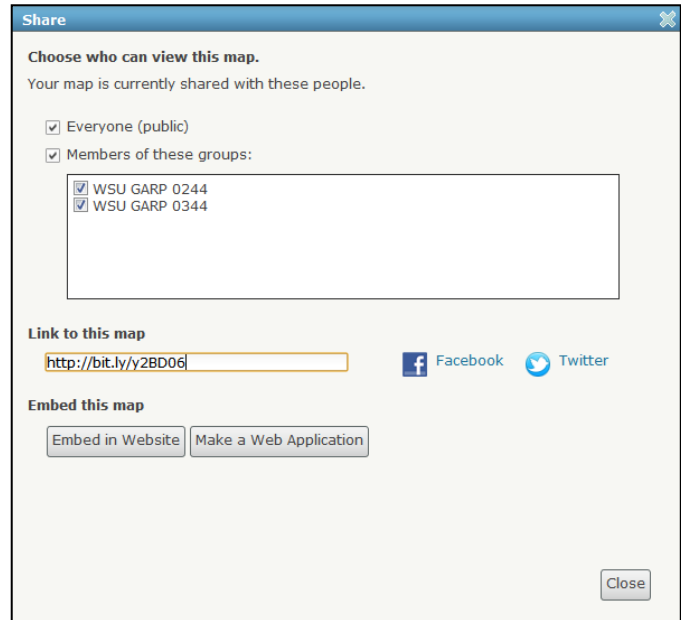 Share
Choose who can view this map.
Your map is currently shared with these people.
Everyone (public)
Members of these groups:
WSU GARP 0244
WSU GARP 0344
Link to this map
http://bit.ly/y2BD06
Facebook
Twitter
Embed this map
Embed in Website
Make a Web Application
Close